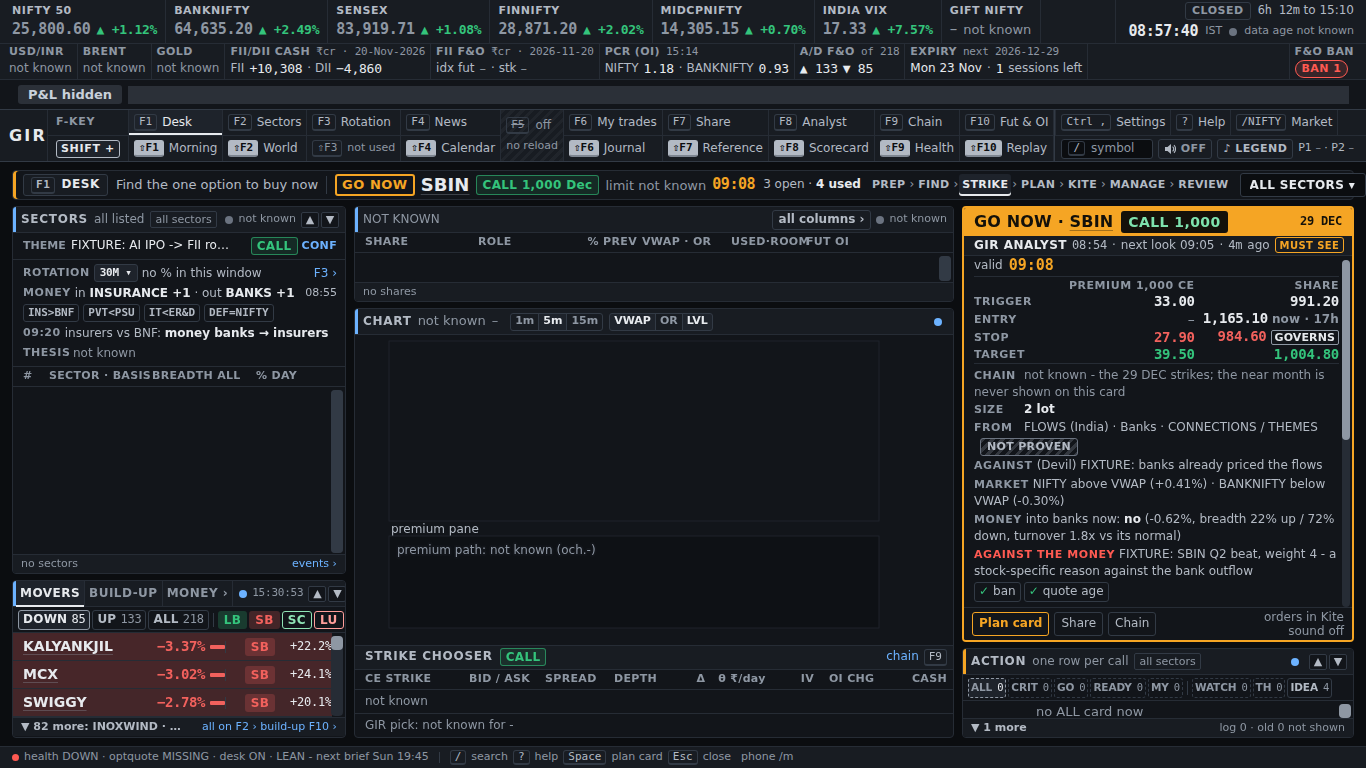 NIFTY 50 BANKNIFTY SENSEX FINNIFTY MIDCPNIFTY INDIA VIX GIFT NIFTY CLOSED 6h 12m to 15:10
25,800.60 ▲ +1.12% 64,635.20 ▲ +2.49% 83,919.71 ▲ +1.08% 28,871.20 ▲ +2.02% 14,305.15 ▲ +0.70% 17.33 ▲ +7.57% – not known 08:57:40 IST data age not known
USD/INR BRENT GOLD FII/DII CASH ₹cr · 20-Nov-2026 FII F&O ₹cr · 2026-11-20 PCR (OI) 15:14 A/D F&O of 218 EXPIRY next 2026-12-29 F&O BAN
not known not known not known FII +10,308 · DII −4,860 idx fut – · stk – NIFTY 1.18 · BANKNIFTY 0.93 ▲ 133 ▼ 85 Mon 23 Nov · 1 sessions left BAN 1
P&L hidden
GIR F-KEY F1 Desk F2 Sectors F3 Rotation F4 News F5 off F6 My trades F7 Share F8 Analyst F9 Chain F10 Fut & OI Ctrl , Settings ? Help /NIFTY Market
SHIFT + ⇧F1 Morning ⇧F2 World ⇧F3 not used ⇧F4 Calendar no reload ⇧F6 Journal ⇧F7 Reference ⇧F8 Scorecard ⇧F9 Health ⇧F10 Replay / symbol OFF ♪ LEGEND P1 – · P2 –
F1 DESK Find the one option to buy now GO NOW SBIN CALL 1,000 Dec limit not known 09:08 3 open · 4 used PREP › FIND › STRIKE › PLAN › KITE › MANAGE › REVIEW ALL SECTORS ▾
SECTORS all listed all sectors not known ▲ ▼
THEME FIXTURE: AI IPO -> FII ro… CALL CONF
ROTATION 30M ▾ no % in this window F3 ›
MONEY in INSURANCE +1 · out BANKS +1 08:55
INS>BNF PVT<PSU IT<ER&D DEF=NIFTY
09:20 insurers vs BNF: money banks → insurers
THESIS not known
# SECTOR · BASIS BREADTH ALL % DAY
no sectors events ›
MOVERS BUILD-UP MONEY › 15:30:53 ▲ ▼
DOWN 85 UP 133 ALL 218 LB SB SC LU
KALYANKJIL −3.37% SB +22.2%
MCX −3.02% SB +24.1%
SWIGGY −2.78% SB +20.1%
▼ 82 more: INOXWIND · … all on F2 › build-up F10 ›
NOT KNOWN all columns › not known
SHARE ROLE % PREV VWAP · OR USED·ROOM FUT OI
no shares
CHART not known – 1m 5m 15m VWAP OR LVL
premium pane
premium path: not known (och.-)
STRIKE CHOOSER CALL chain F9
CE STRIKE BID / ASK SPREAD DEPTH Δ θ ₹/day IV OI CHG CASH
not known
GIR pick: not known for -
GO NOW · SBIN CALL 1,000 29 DEC
GIR ANALYST 08:54 · next look 09:05 · 4m ago MUST SEE
valid 09:08
PREMIUM 1,000 CE SHARE
TRIGGER 33.00 991.20
ENTRY – 1,165.10 now · 17h
STOP 27.90 984.60 GOVERNS
TARGET 39.50 1,004.80
CHAIN not known - the 29 DEC strikes; the near month is
never shown on this card
SIZE 2 lot
FROM FLOWS (India) · Banks · CONNECTIONS / THEMES
NOT PROVEN
AGAINST (Devil) FIXTURE: banks already priced the flows
MARKET NIFTY above VWAP (+0.41%) · BANKNIFTY below
VWAP (-0.30%)
MONEY into banks now: no (-0.62%, breadth 22% up / 72%
down, turnover 1.8x vs its normal)
AGAINST THE MONEY FIXTURE: SBIN Q2 beat, weight 4 - a
stock-specific reason against the bank outflow
✓ ban ✓ quote age
Plan card Share Chain orders in Kite
sound off
ACTION one row per call all sectors ▲ ▼
ALL 0 CRIT 0 GO 0 READY 0 MY 0 WATCH 0 TH 0 IDEA 4
no ALL card now
▼ 1 more log 0 · old 0 not shown
health DOWN · optquote MISSING · desk ON · LEAN - next brief Sun 19:45 / search ? help Space plan card Esc close phone /m